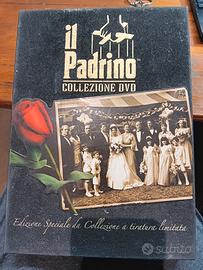 il
Padrino
COLLEZIONE DVD
Edizione Speciale da Collezione a tiratura limitata
subito